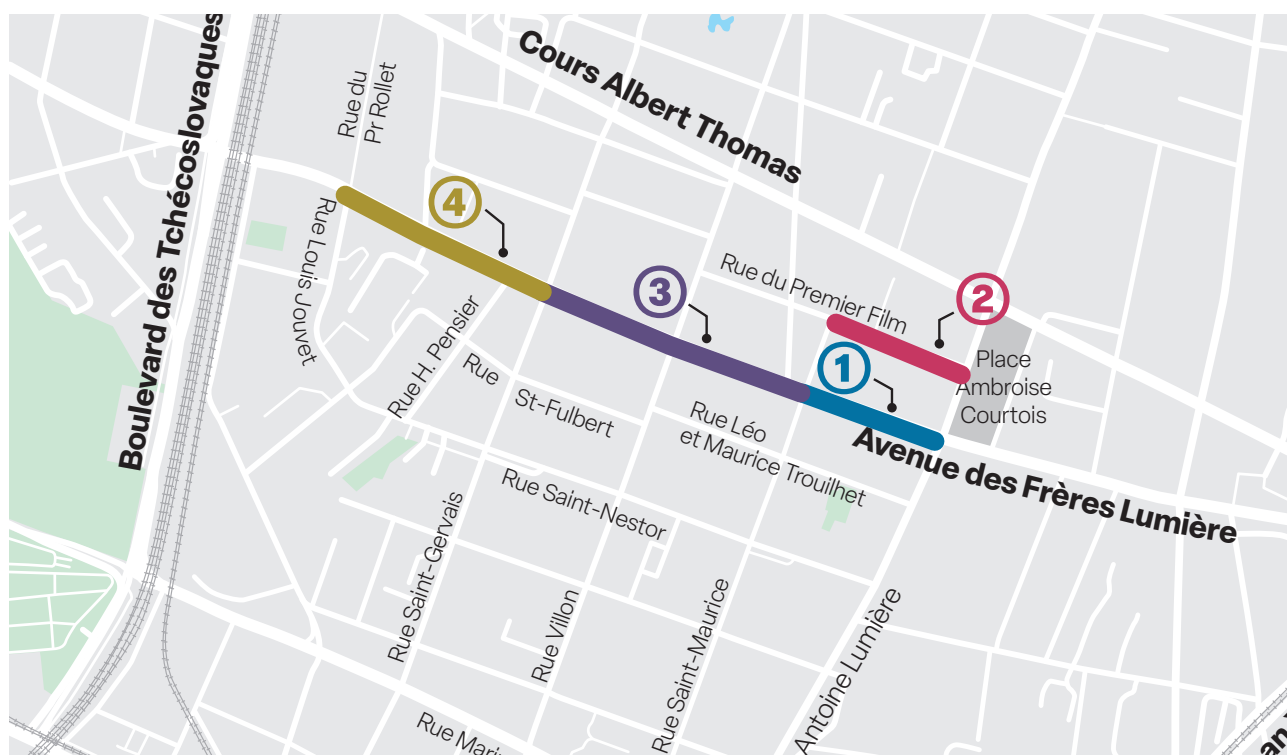 Cours Albert Thomas
Boulevard des Tchécoslovaques
Rue du
Pr Rollet
4
Rue Louis Jouvet
3
Rue du Premier Film
2
1
Place
Ambroise
Courtois
Rue H. Pensier
Rue
St-Fulbert
Rue Léo
et Maurice Trouilhet
Avenue des Frères Lumière
Rue Saint-Nestor
Rue Saint-Gervais
Rue Villon
Rue Saint-Maurice
Antoine Lumière
Rue Mari